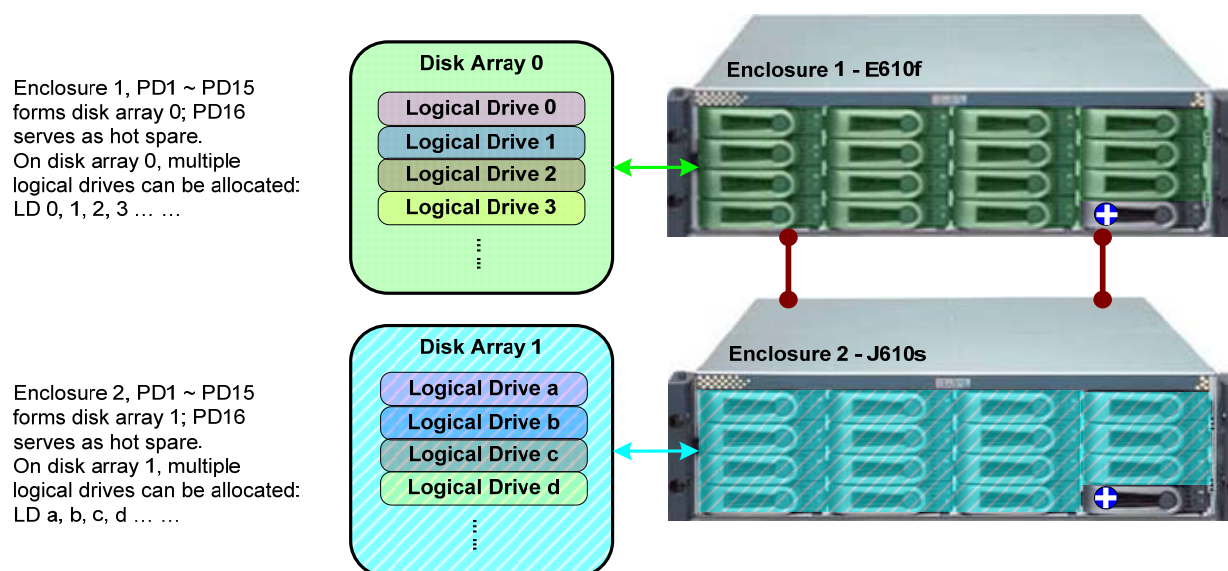 Enclosure 1, PD1 ~ PD15
forms disk array 0; PD16
serves as hot spare.
On disk array 0, multiple
logical drives can be allocated:
LD 0, 1, 2, 3 … …
Disk Array 0
Logical Drive 0
Logical Drive 1
Logical Drive 2
Logical Drive 3
... ...
Enclosure 1 - E610f
Enclosure 2, PD1 ~ PD15
forms disk array 1; PD16
serves as hot spare.
On disk array 1, multiple
logical drives can be allocated:
LD a, b, c, d … …
Disk Array 1
Logical Drive a
Logical Drive b
Logical Drive c
Logical Drive d
... ...
Enclosure 2 - J610s